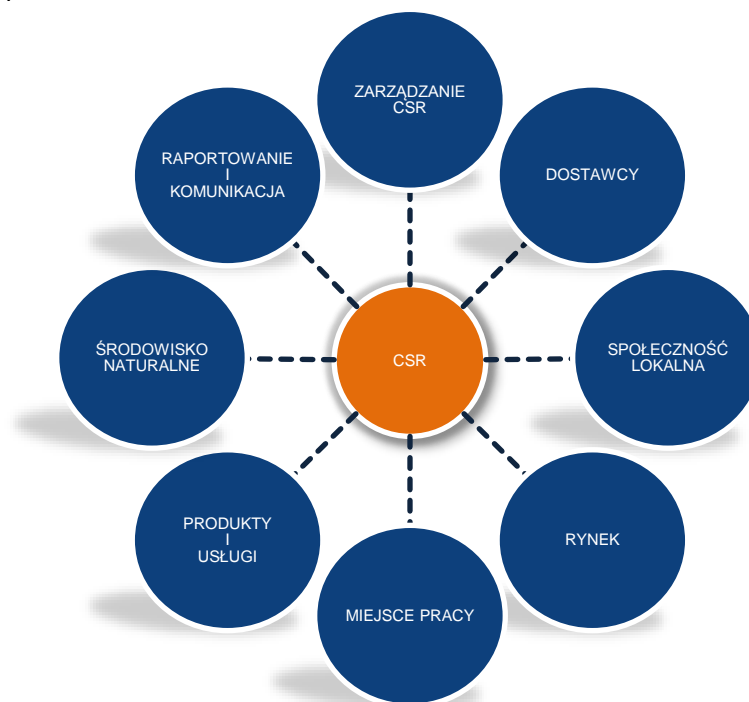 ZARZĄDZANIE
CSR
RAPORTOWANIE
I
KOMUNIKACJA
DOSTAWCY
ŚRODOWISKO
NATURALNE
CSR
SPOŁECZNOŚĆ
LOKALNA
PRODUKTY
I
USŁUGI
RYNEK
MIEJSCE PRACY